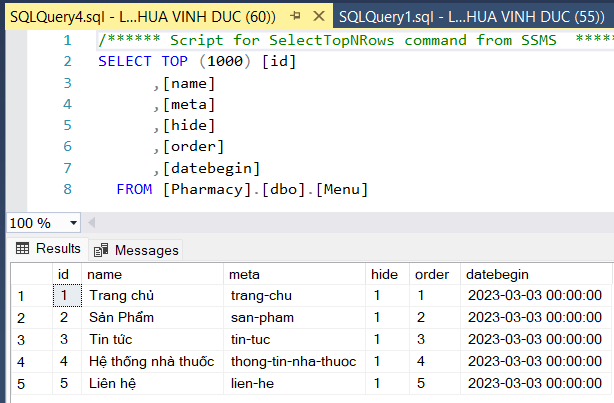 SQLQuery4.sql - L...HUA VINH DUC (60))* SQLQuery1.sql - L...HUA VINH DUC (55))
1 /****** Script for SelectTopNRows command from SSMS *****
2 SELECT TOP (1000) [id]
3 ,[name]
4 ,[meta]
5 ,[hide]
6 ,[order]
7 ,[datebegin]
8 FROM [Pharmacy].[dbo].[Menu]
100 %
Results Messages
id name meta hide order datebegin
1 1 Trang chủ trang-chu 1 1 2023-03-03 00:00:00
2 2 Sản Phẩm san-pham 1 2 2023-03-03 00:00:00
3 3 Tin tức tin-tuc 1 3 2023-03-03 00:00:00
4 4 Hệ thống nhà thuốc thong-tin-nha-thuoc 1 4 2023-03-03 00:00:00
5 5 Liên hệ lien-he 1 5 2023-03-03 00:00:00